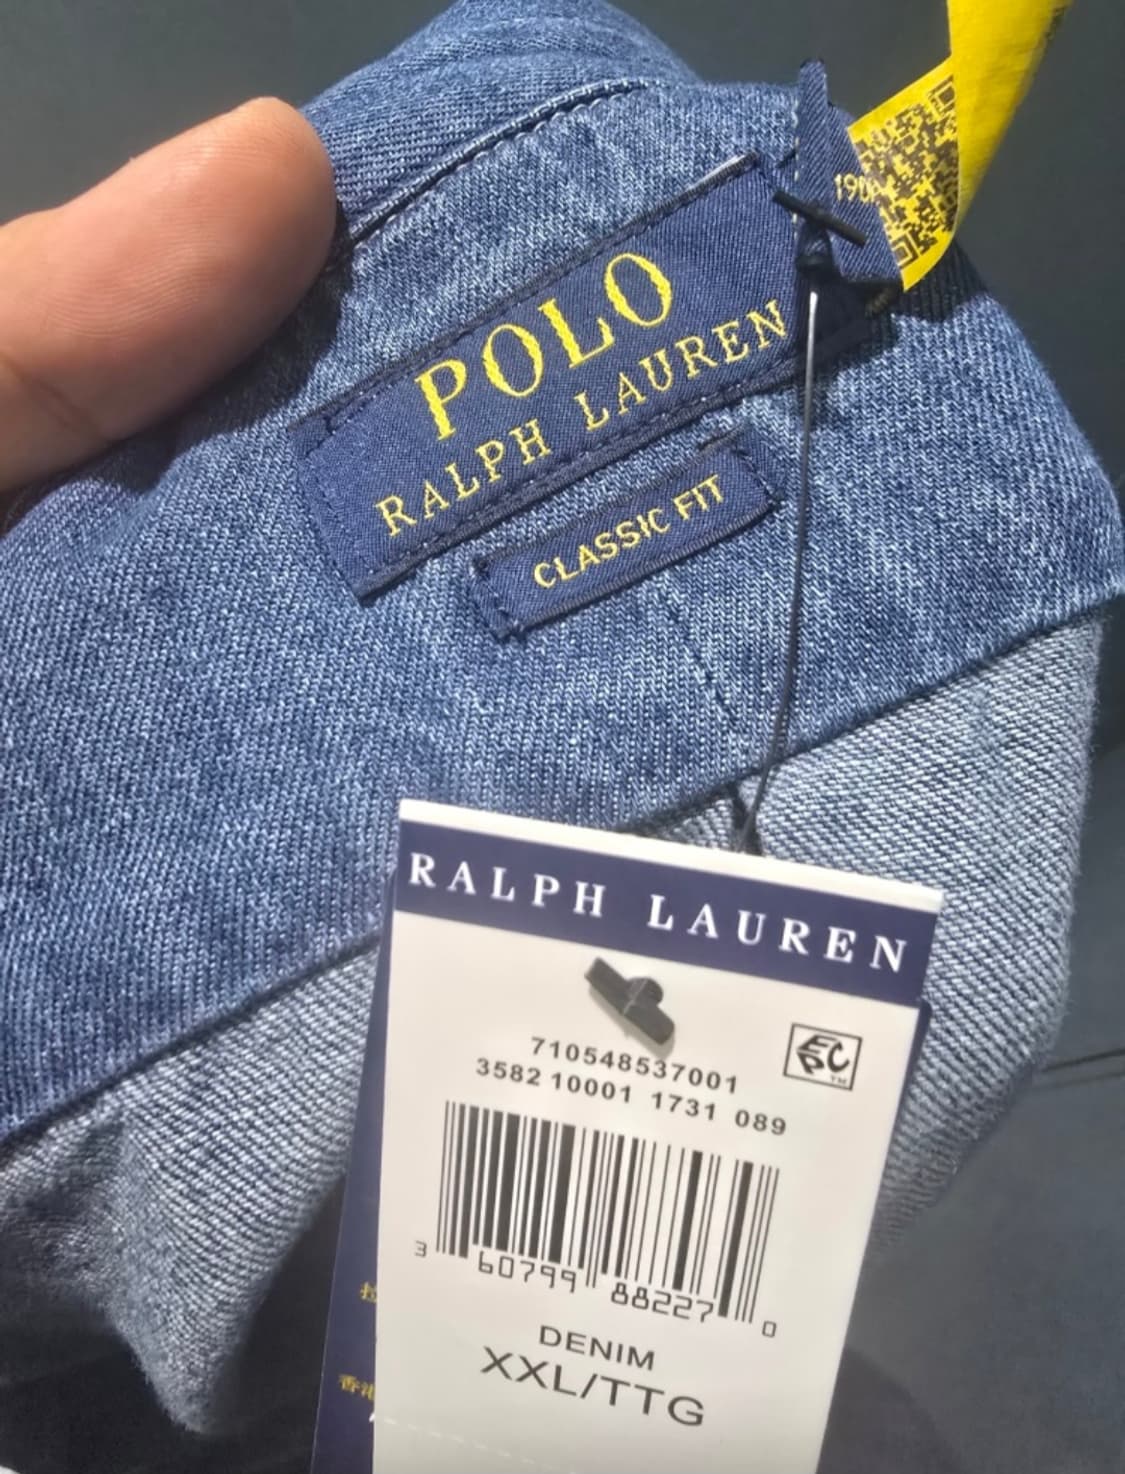 POLO
RALPH LAUREN
CLASSIC FIT
RALPH LAUREN
710548537001
3582 10001 1731 089
3 60799 88227 0
DENIM
XXL/TTG